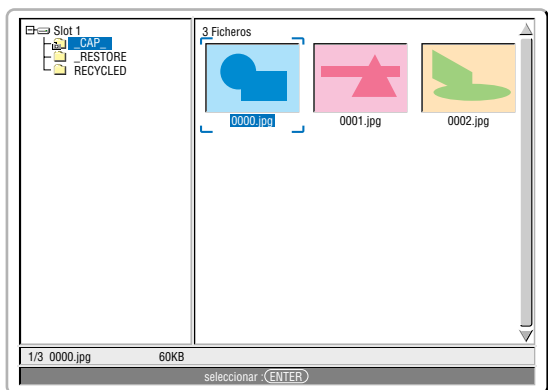 Slot 1
_CAP_
_RESTORE
RECYCLED
3 Ficheros
0000.jpg
0001.jpg
0002.jpg
1/3 0000.jpg 60KB
seleccionar :(ENTER)